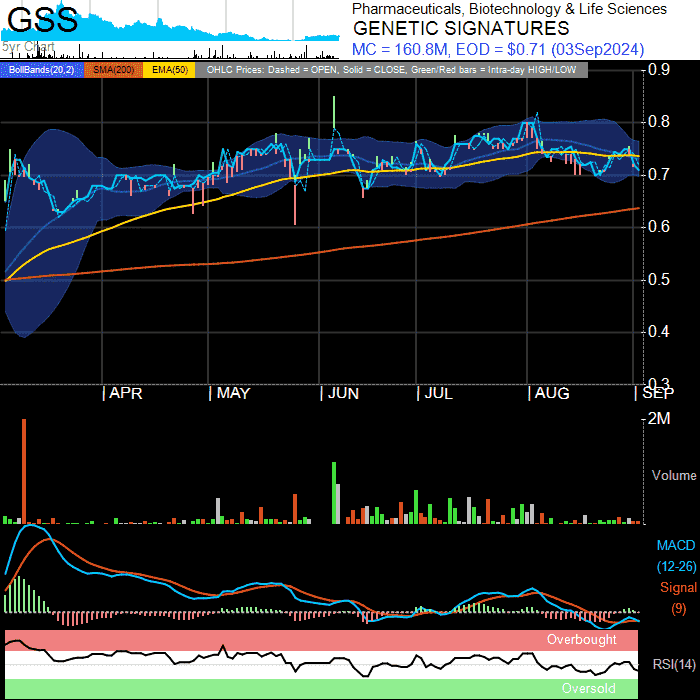 GSS
5yr Chart
Pharmaceuticals, Biotechnology & Life Sciences
GENETIC SIGNATURES
MC = 160.8M, EOD = $0.71 (03Sep2024)
BollBands(20,2) SMA(200) EMA(50) OHLC Prices: Dashed = OPEN, Solid = CLOSE, Green/Red bars = Intra-day HIGH/LOW
0.9
0.8
0.7
0.6
0.5
0.4
0.3
APR MAY JUN JUL AUG SEP
2M
Volume
MACD
(12-26)
Signal
(9)
Overbought
RSI(14)
Oversold